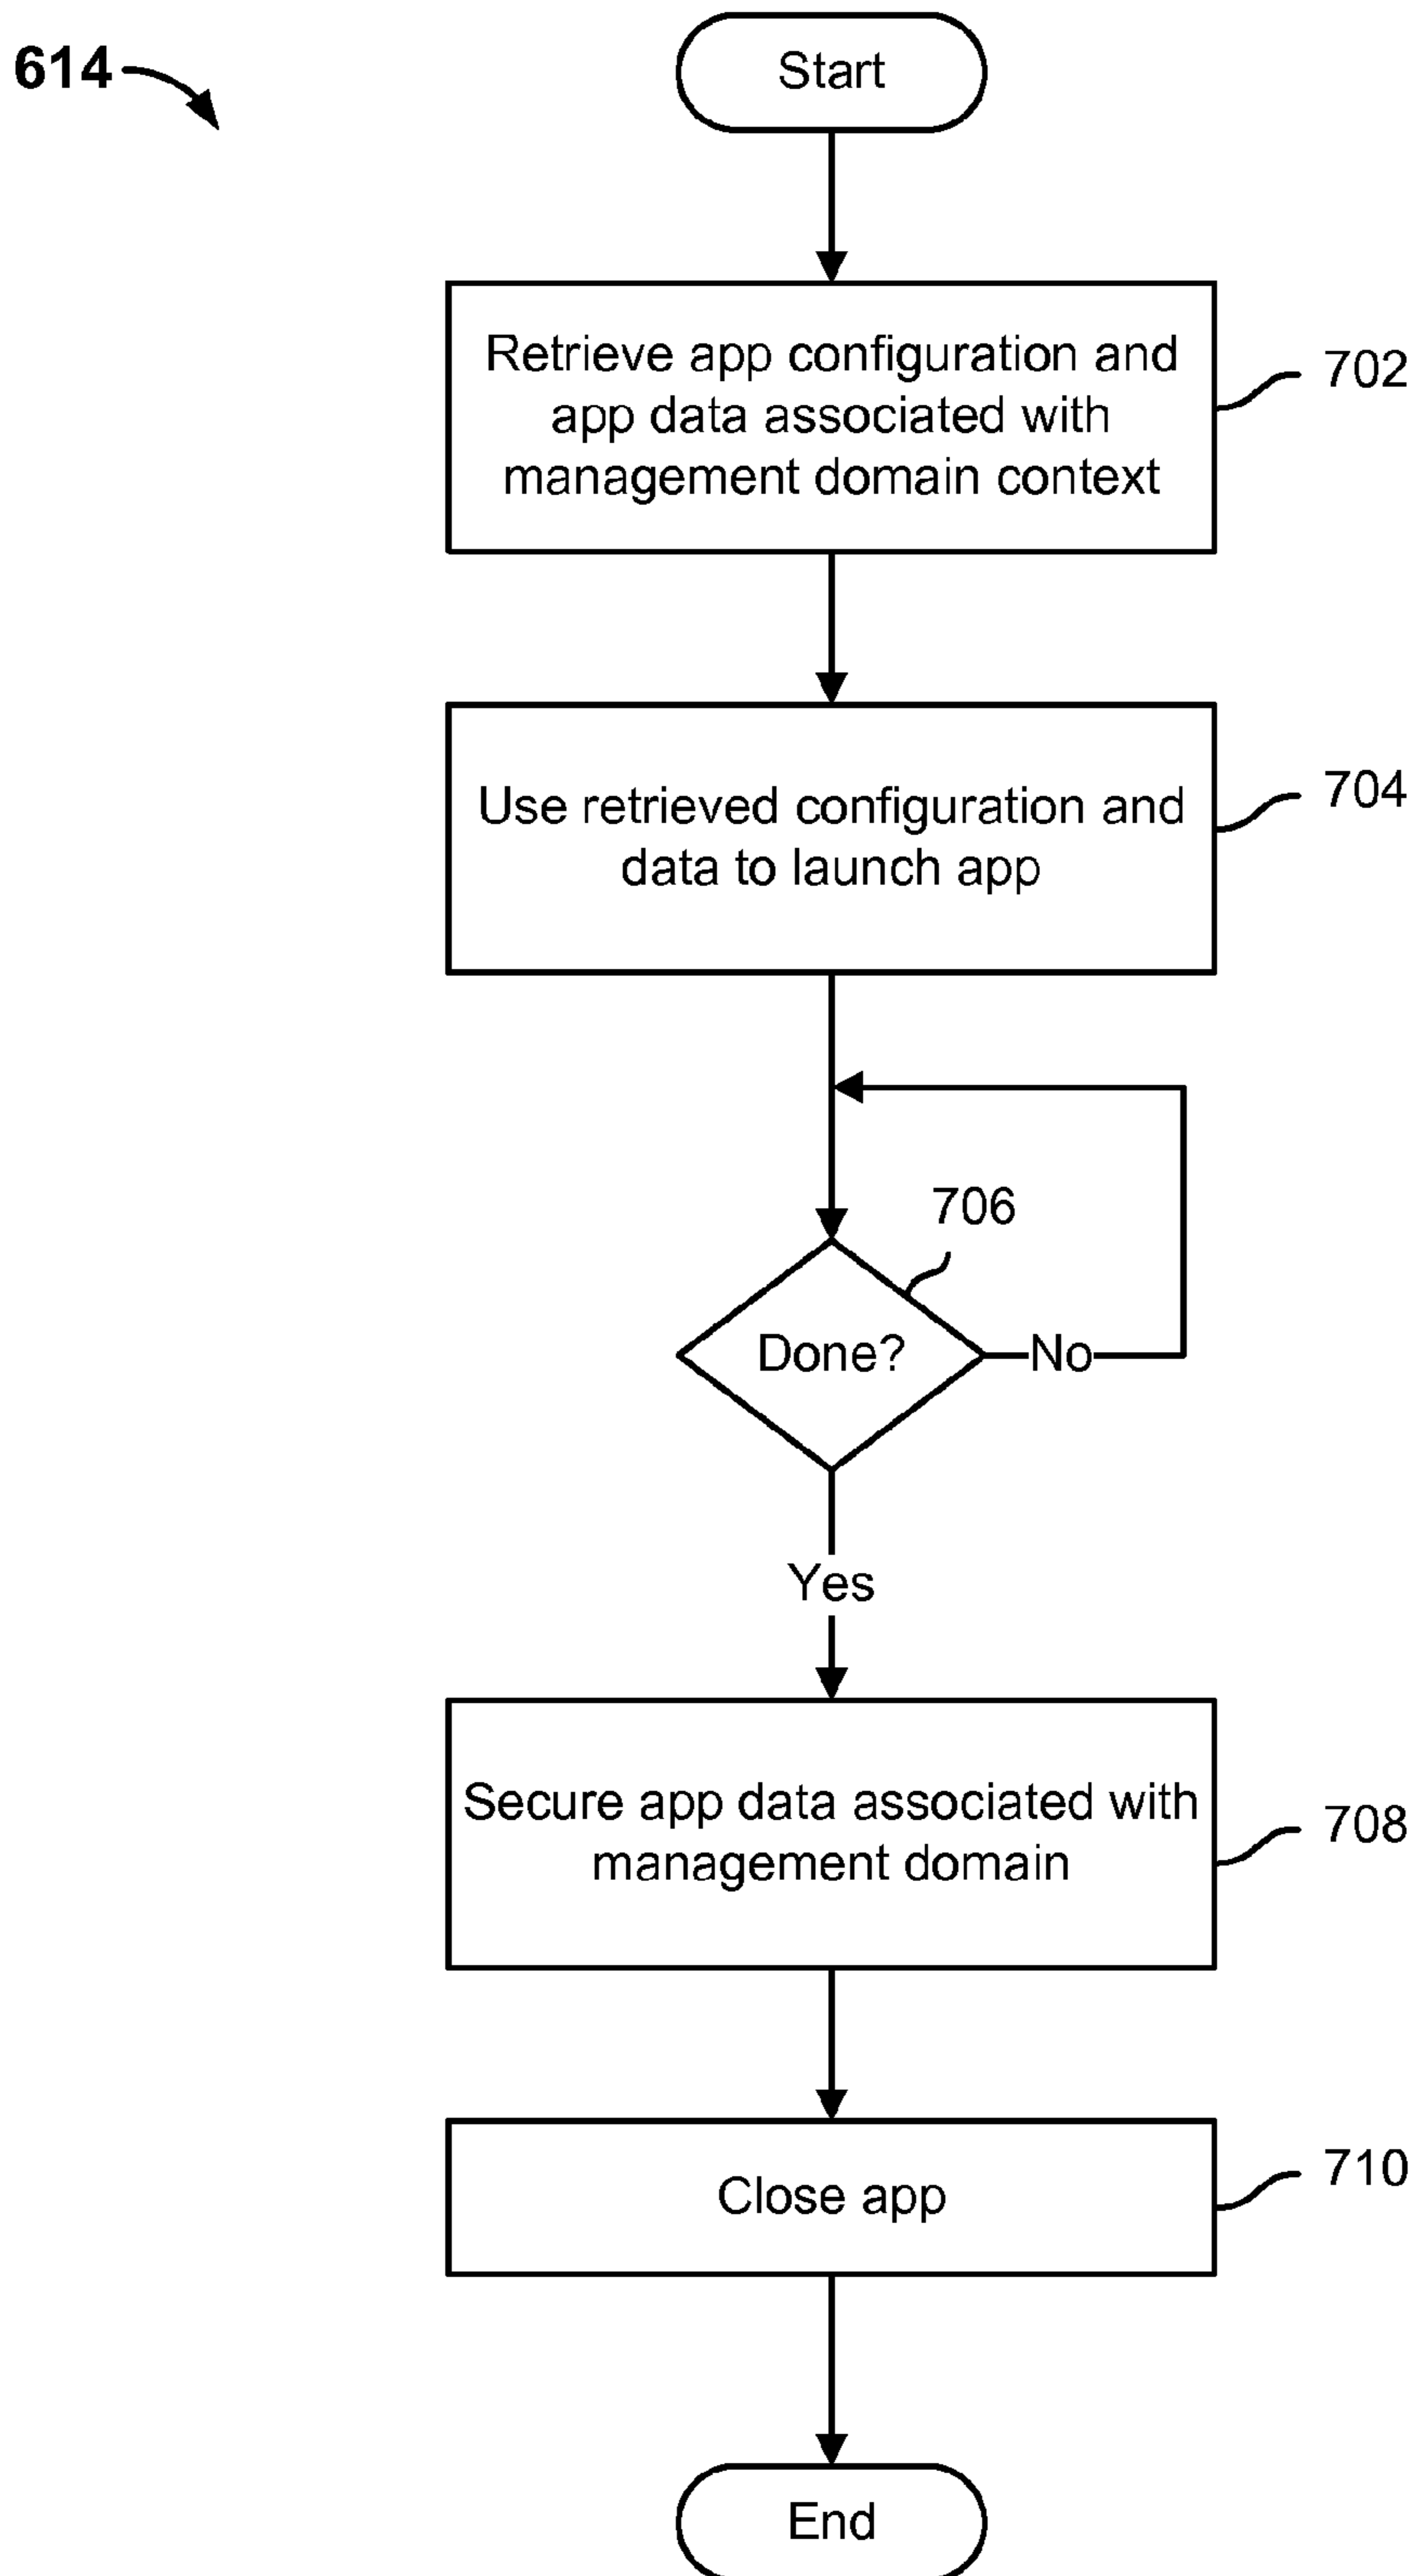 614
Start
Retrieve app configuration and
app data associated with
management domain context
702
Use retrieved configuration and
data to launch app
704
706
Done?
No
Yes
Secure app data associated with
management domain
708
Close app
710
End